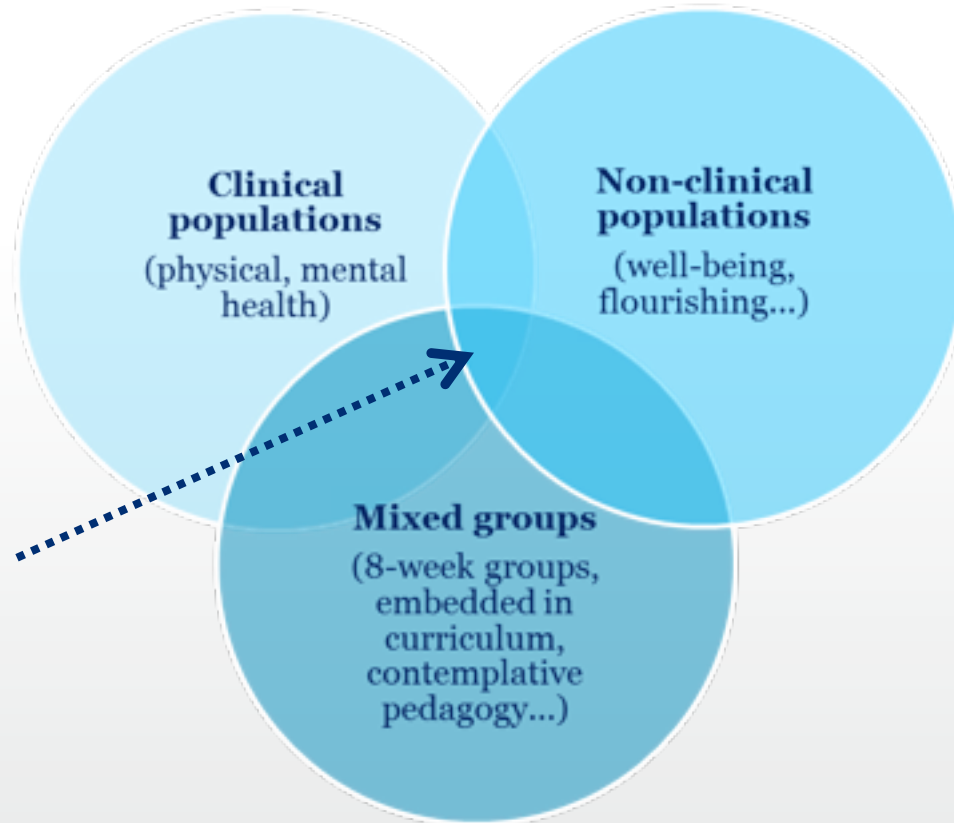 Clinical
populations
(physical, mental
health)
Non-clinical
populations
(well-being,
flourishing...)
Mixed groups
(8-week groups,
embedded in
curriculum,
contemplative
pedagogy...)